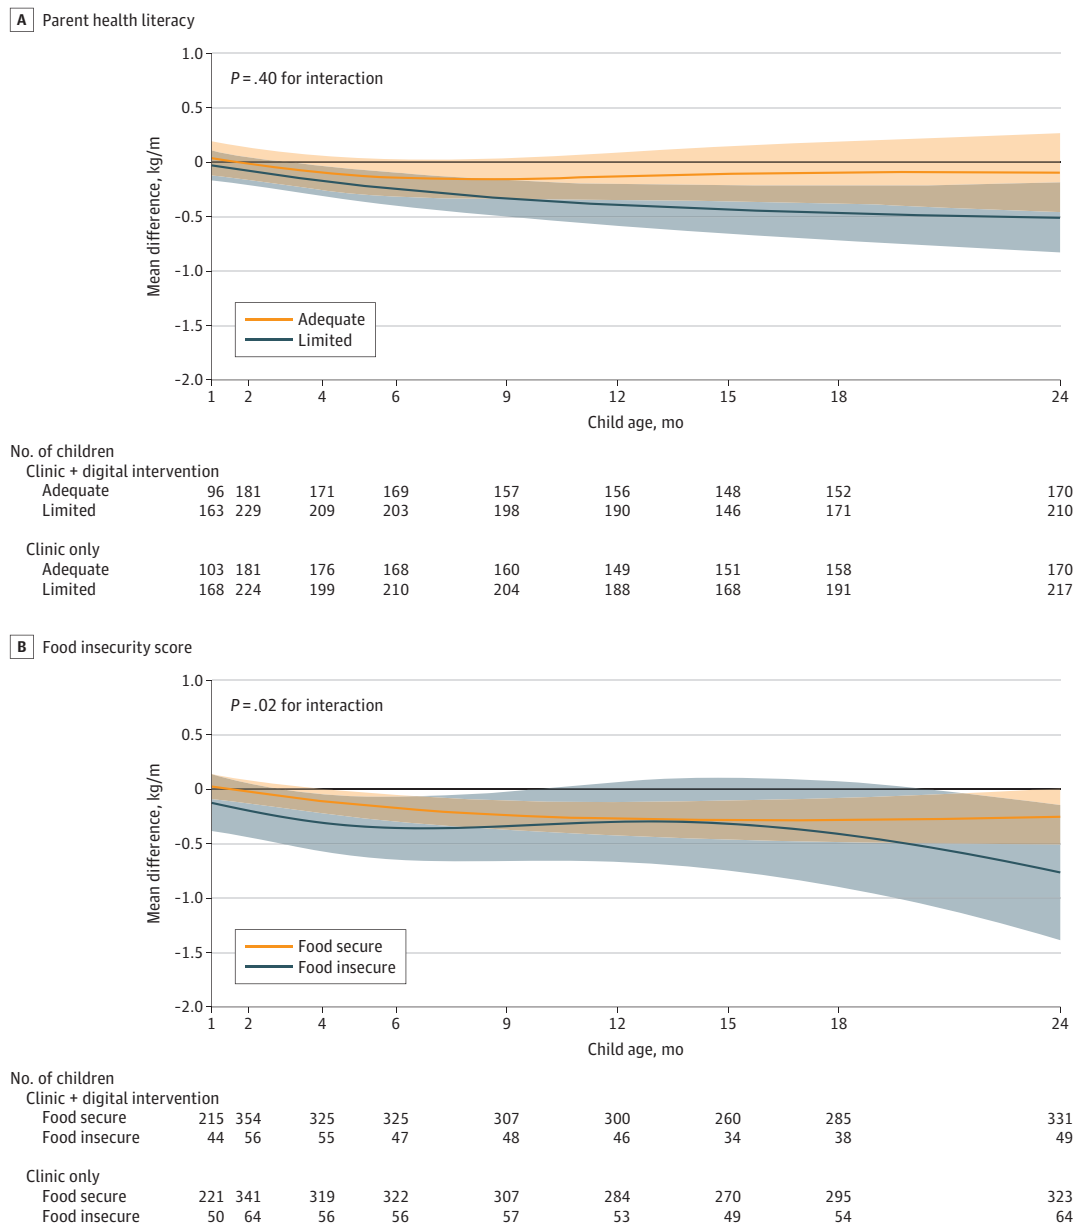 A Parent health literacy
1.0
0.5
0
-0.5
-1.0
-1.5
-2.0
Mean difference, kg/m
P = .40 for interaction
Adequate
Limited
1 2 4 6 9 12 15 18 24
Child age, mo
No. of children
Clinic + digital intervention
Adequate 96 181 171 169 157 156 148 152 170
Limited 163 229 209 203 198 190 146 171 210
Clinic only
Adequate 103 181 176 168 160 149 151 158 170
Limited 168 224 199 210 204 188 168 191 217
B Food insecurity score
1.0
0.5
0
-0.5
-1.0
-1.5
-2.0
Mean difference, kg/m
P = .02 for interaction
Food secure
Food insecure
1 2 4 6 9 12 15 18 24
Child age, mo
No. of children
Clinic + digital intervention
Food secure 215 354 325 325 307 300 260 285 331
Food insecure 44 56 55 47 48 46 34 38 49
Clinic only
Food secure 221 341 319 322 307 284 270 295 323
Food insecure 50 64 56 56 57 53 49 54 64